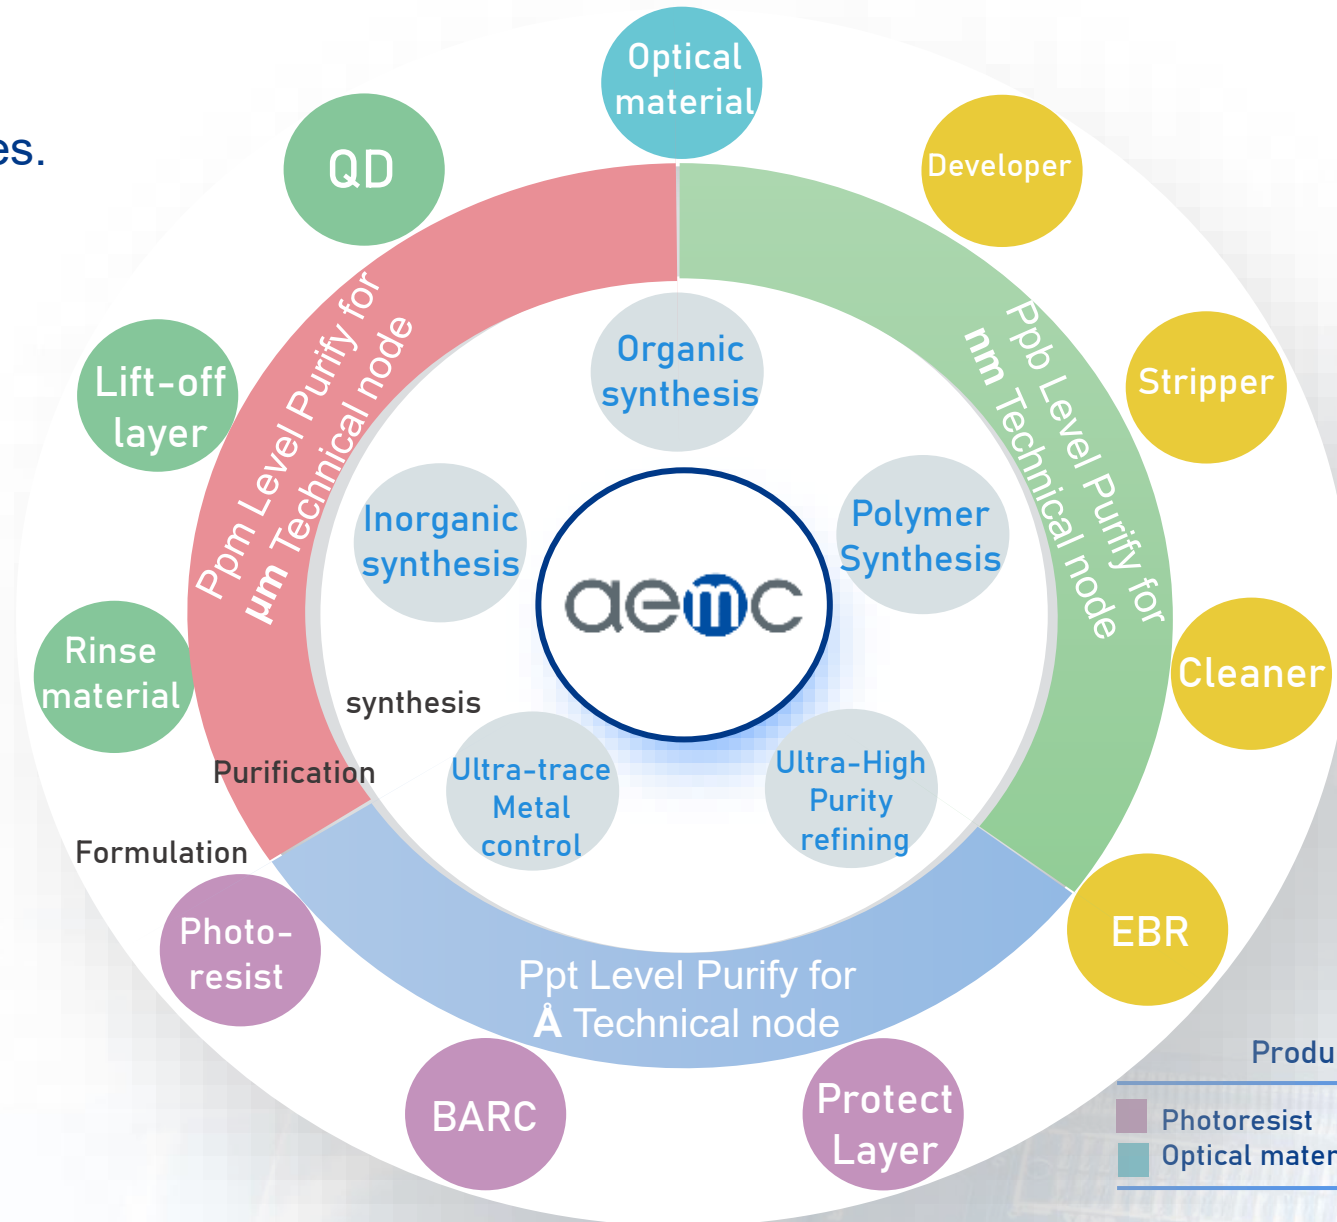 es.
Optical
material
QD
Developer
Lift-off
layer
Stripper
Ppm Level Purify for
µm Technical node
Ppb Level Purify for
nm Technical node
Organic
synthesis
Inorganic
synthesis
Polymer
Synthesis
aemc
Rinse
material
Cleaner
synthesis
Purification
Formulation
Ultra-trace
Metal
control
Ultra-High
Purity
refining
Photo-
resist
EBR
Ppt Level Purify for
Å Technical node
BARC
Protect
Layer
Produ
Photoresist
Optical mater